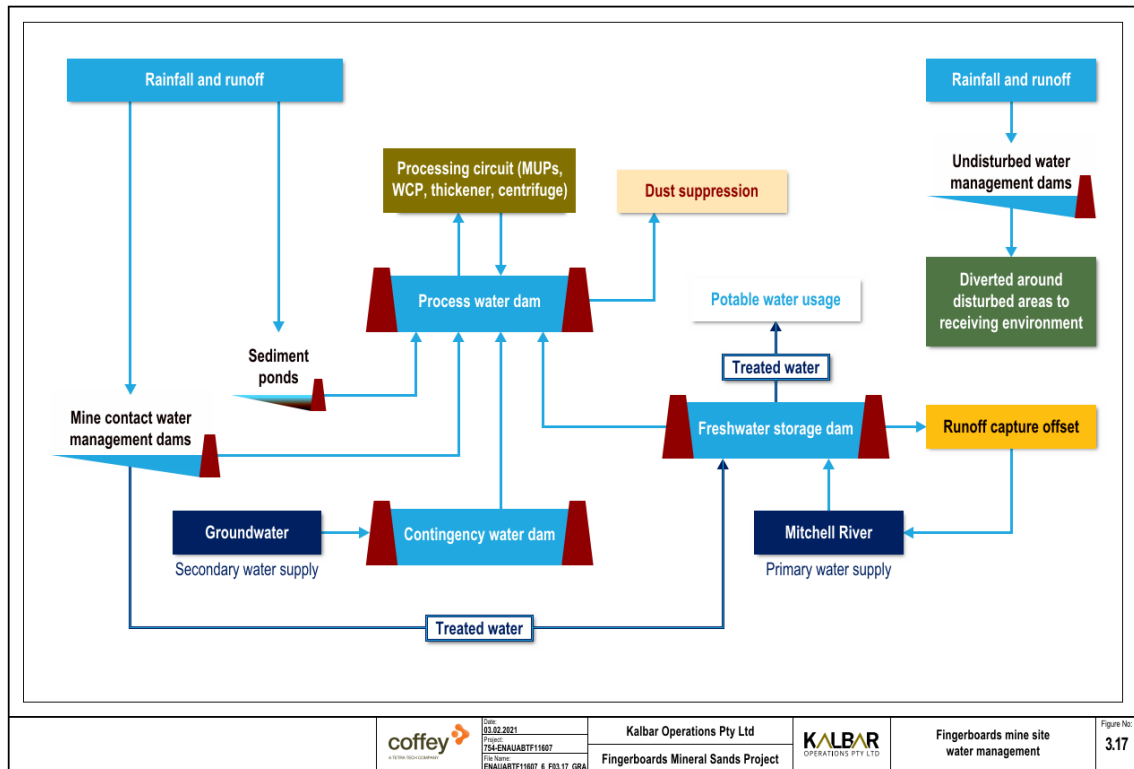 Rainfall and runoff
Rainfall and runoff
Processing circuit (MUPs,
WCP, thickener, centrifuge)
Dust suppression
Undisturbed water
management dams
Process water dam
Potable water usage
Diverted around
disturbed areas to
receiving environment
Sediment
ponds
Treated water
Mine contact water
management dams
Freshwater storage dam
Runoff capture offset
Groundwater
Secondary water supply
Contingency water dam
Mitchell River
Primary water supply
Treated water
coffey
A TETRA TECH COMPANY
Date:
03.02.2021
Project:
754-ENAUABTF11607
File Name:
ENAUABTF11607_6_F03.17_GRA
Kalbar Operations Pty Ltd
Fingerboards Mineral Sands Project
KALBAR
OPERATIONS PTY LTD
Fingerboards mine site
water management
Figure No:
3.17